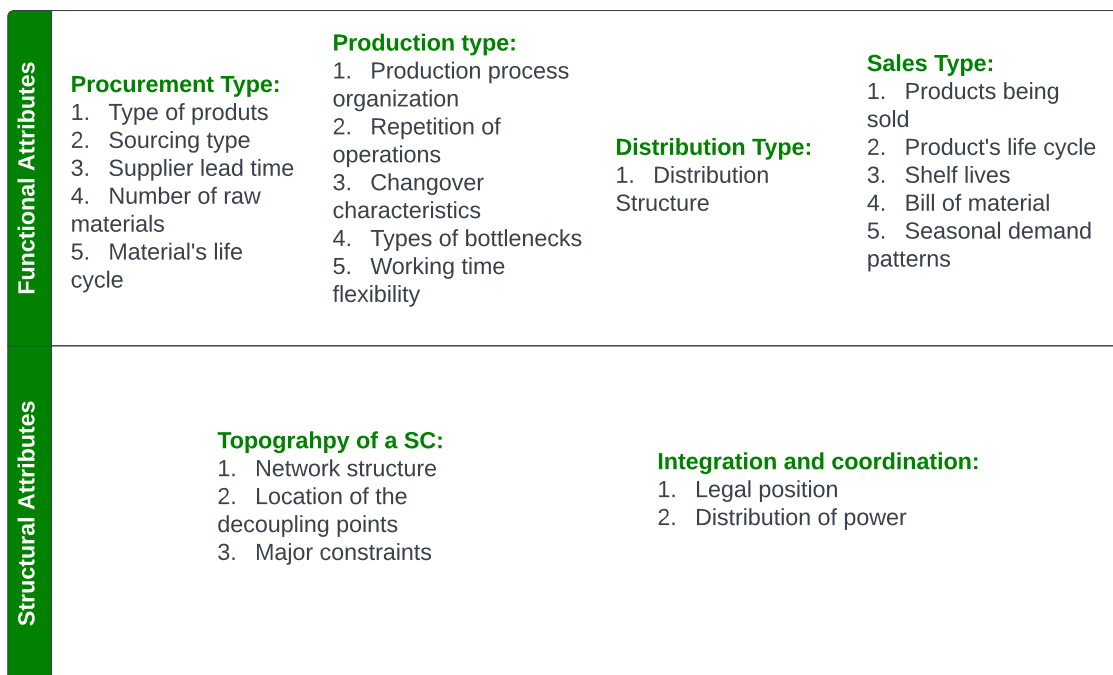 Functional Attributes
Procurement Type:
1. Type of produts
2. Sourcing type
3. Supplier lead time
4. Number of raw
materials
5. Material's life
cycle
Production type:
1. Production process
organization
2. Repetition of
operations
3. Changover
characteristics
4. Types of bottlenecks
5. Working time
flexibility
Distribution Type:
1. Distribution
Structure
Sales Type:
1. Products being
sold
2. Product's life cycle
3. Shelf lives
4. Bill of material
5. Seasonal demand
patterns
Structural Attributes
Topograhpy of a SC:
1. Network structure
2. Location of the
decoupling points
3. Major constraints
Integration and coordination:
1. Legal position
2. Distribution of power